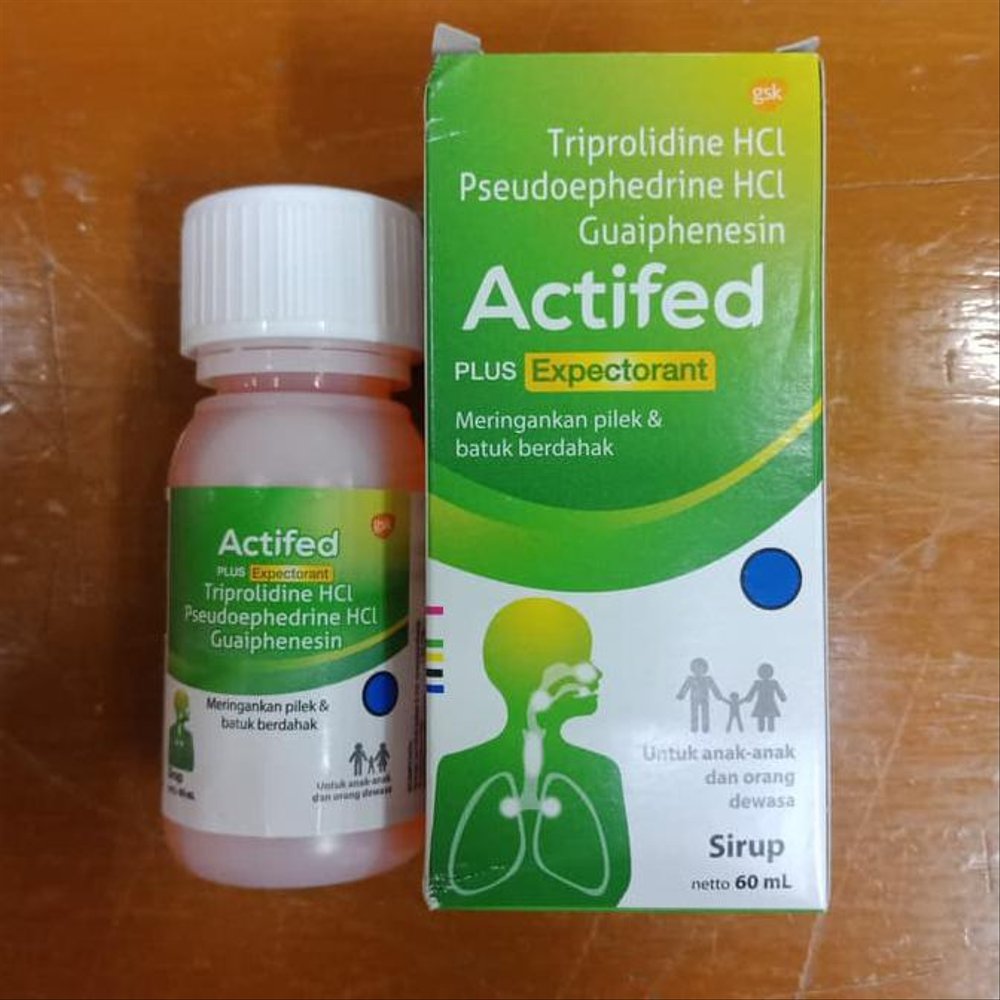 gsk
Triprolidine HCl
Pseudoephedrine HCl
Guaiphenesin
Actifed
PLUS Expectorant
Meringankan pilek &
batuk berdahak
Untuk anak-anak
dan orang
dewasa
Sirup
netto 60 mL
gsk
Actifed
PLUS Expectorant
Triprolidine HCl
Pseudoephedrine HCl
Guaiphenesin
Meringankan pilek &
batuk berdahak
Untuk anak-anak
dan orang dewasa
Sirup